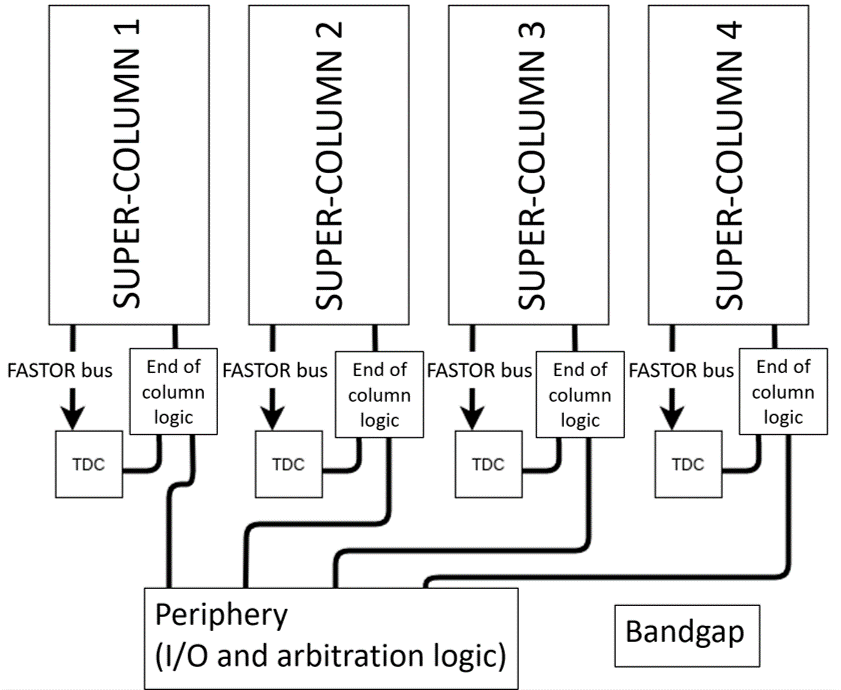 SUPER-COLUMN 1
SUPER-COLUMN 2
SUPER-COLUMN 3
SUPER-COLUMN 4
FASTOR bus
End of
column
logic
FASTOR bus
End of
column
logic
FASTOR bus
End of
column
logic
FASTOR bus
End of
column
logic
TDC
TDC
TDC
TDC
Periphery
(I/O and arbitration logic)
Bandgap